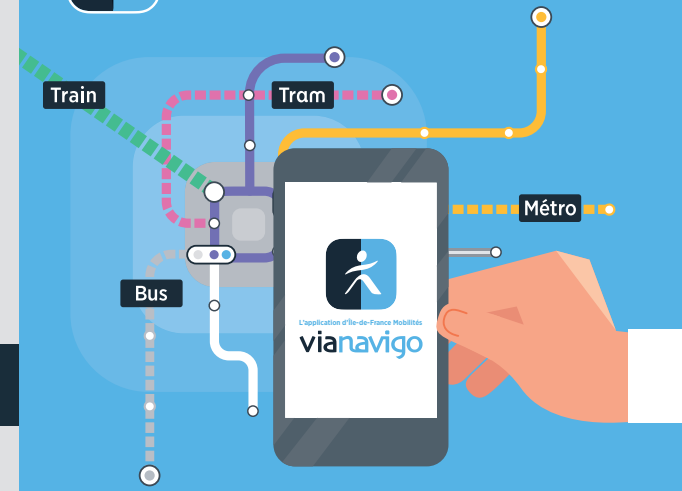 Train
Tram
Métro
Bus
L'application d'Île-de-France Mobilités
vianavigo